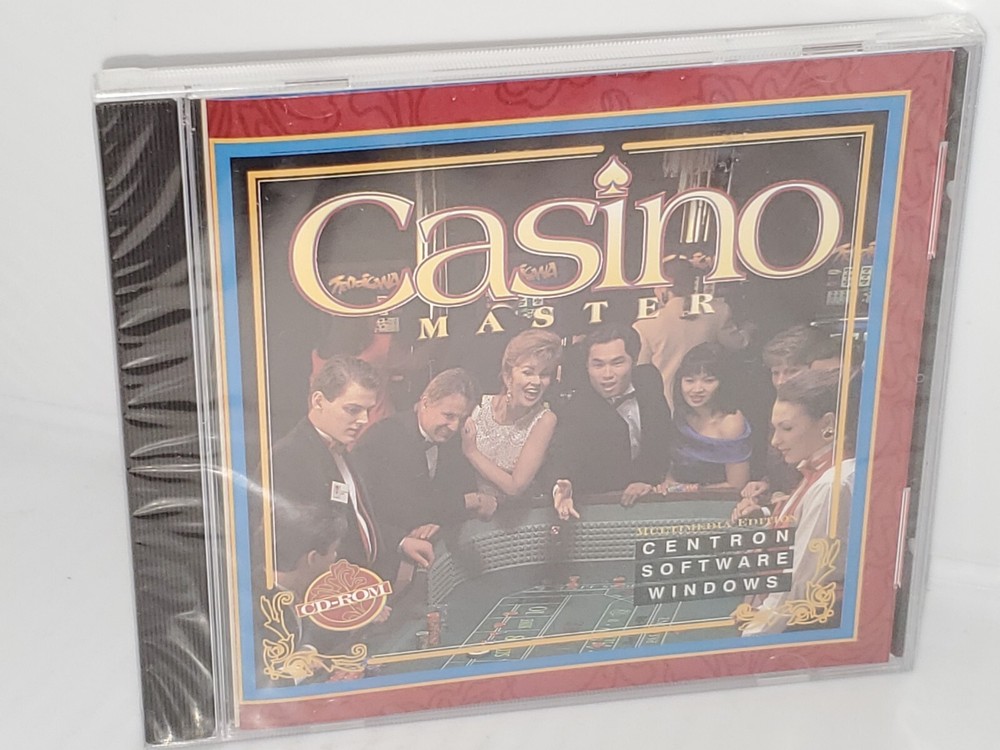 Casino
MASTER
MULTIMEDIA EDITION
CENTRON
SOFTWARE
WINDOWS
CD-ROM